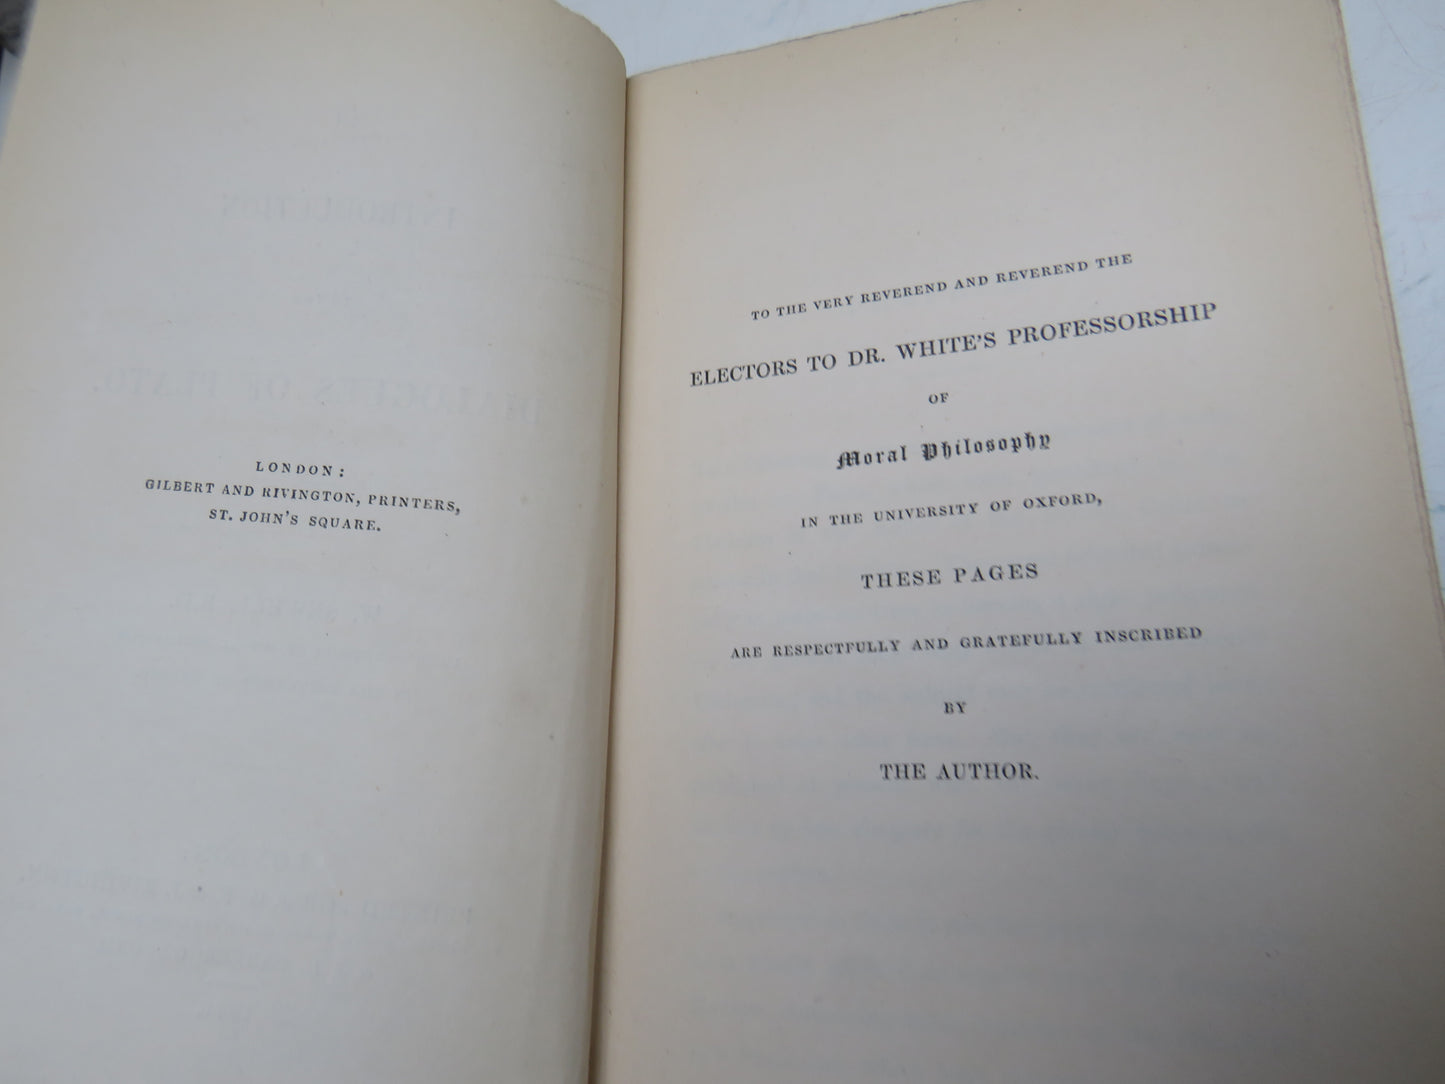 LONDON:
GILBERT AND RIVINGTON, PRINTERS,
ST. JOHN'S SQUARE.
TO THE VERY REVEREND AND REVEREND THE
ELECTORS TO DR. WHITE'S PROFESSORSHIP
OF
Moral Philosophy
IN THE UNIVERSITY OF OXFORD,
THESE PAGES
ARE RESPECTFULLY AND GRATEFULLY INSCRIBED
BY
THE AUTHOR.